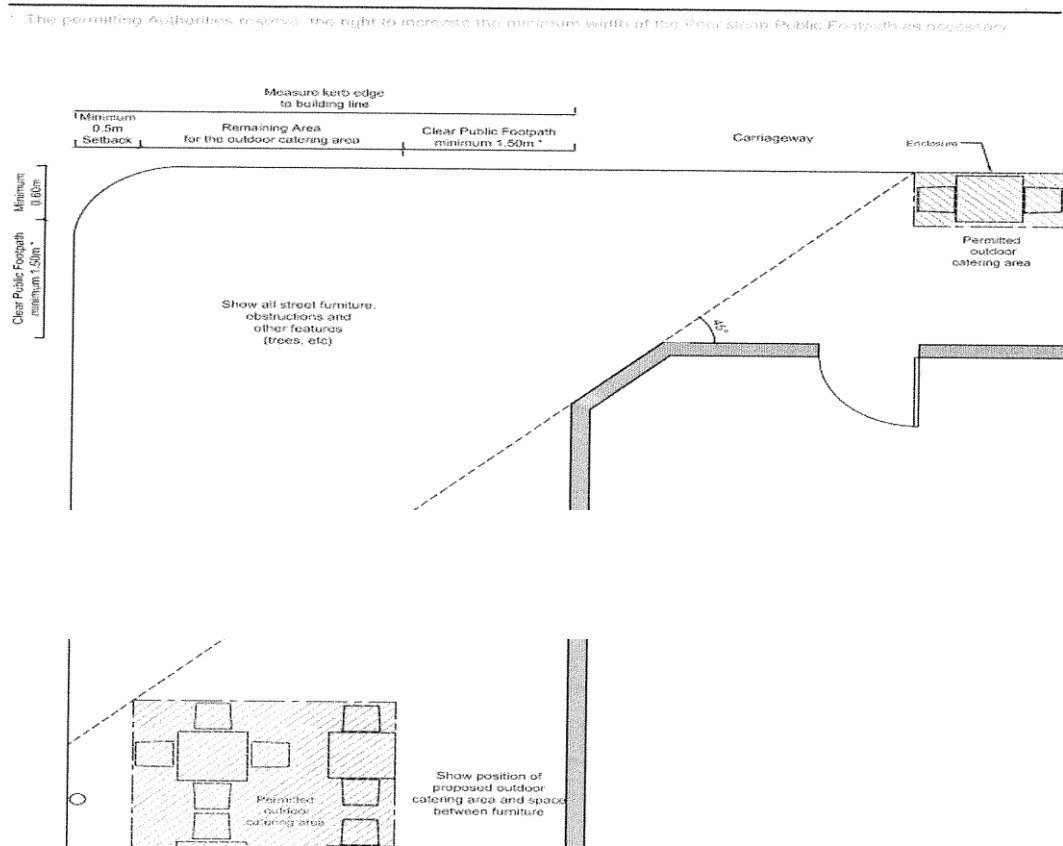 * The permitting Authorities reserve the right to increase the minimum width of the Pedestrian Public Footpath as necessary
Measure kerb edge
to building line
Minimum
0.5m
Setback
Remaining Area
for the outdoor catering area
Clear Public Footpath
minimum 1.50m *
Carriageway
Enclosure
Minimum
0.60m
Clear Public Footpath
minimum 1.50m *
Permitted
outdoor
catering area
Show all street furniture,
obstructions and
other features
(trees, etc)
45°
Show position of
proposed outdoor
catering area and space
between furniture
Permitted
outdoor
catering area